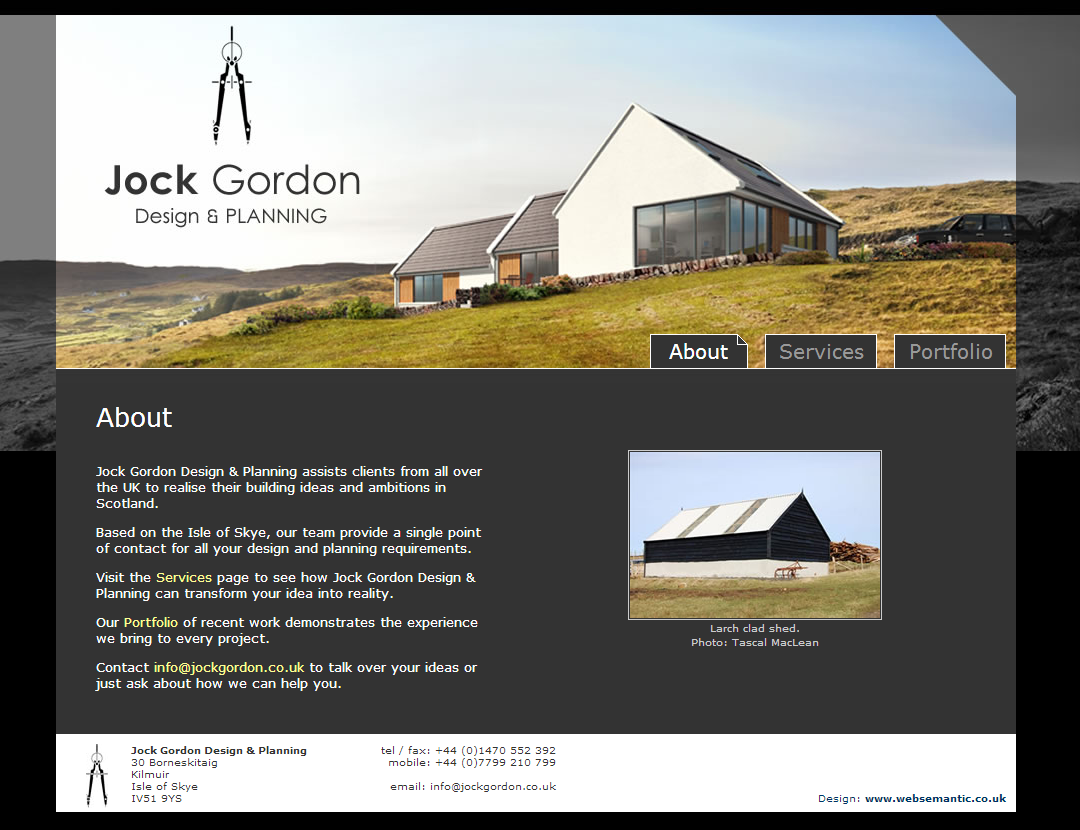 Jock Gordon
Design & PLANNING
About
Services
Portfolio
About
Jock Gordon Design & Planning assists clients from all over
the UK to realise their building ideas and ambitions in
Scotland.
Based on the Isle of Skye, our team provide a single point
of contact for all your design and planning requirements.
Visit the Services page to see how Jock Gordon Design &
Planning can transform your idea into reality.
Our Portfolio of recent work demonstrates the experience
we bring to every project.
Contact info@jockgordon.co.uk to talk over your ideas or
just ask about how we can help you.
Larch clad shed.
Photo: Tascal MacLean
Jock Gordon Design & Planning
30 Borneskitaig
Kilmuir
Isle of Skye
IV51 9YS
tel / fax: +44 (0)1470 552 392
mobile: +44 (0)7799 210 799
email: info@jockgordon.co.uk
Design: www.websemantic.co.uk